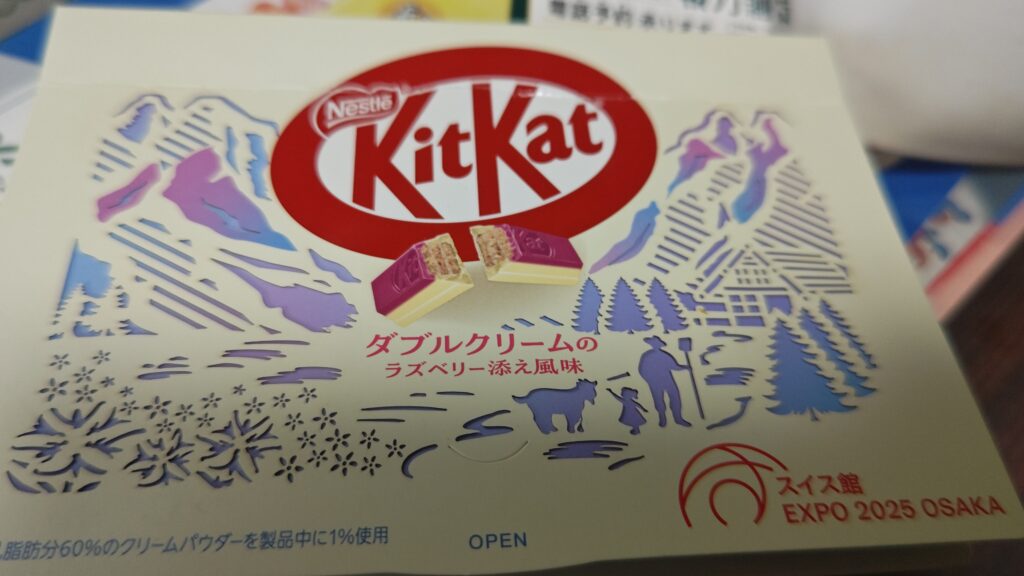 Nestlé
KitKat
ダブルクリームの
ラズベリー添え風味
スイス館
EXPO 2025 OSAKA
脂肪分60%のクリームパウダーを製品中に1%使用
OPEN